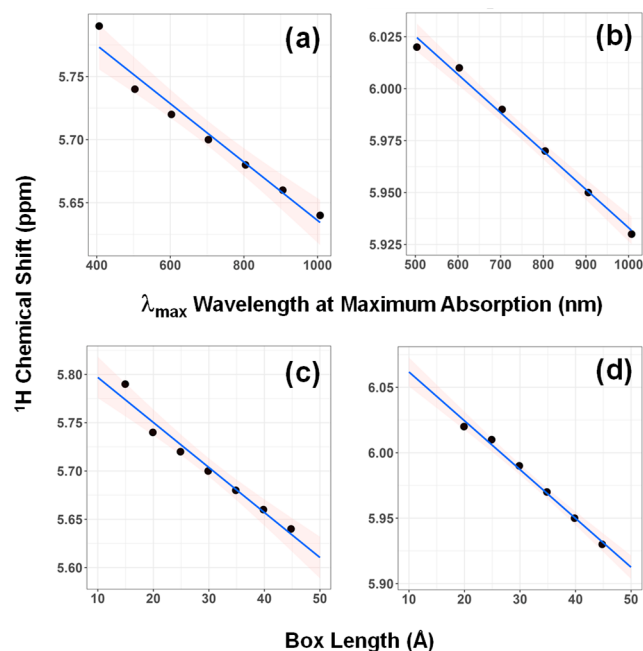 (a)
(b)
5.75
5.70
5.65
6.025
6.000
5.975
5.950
5.925
400 600 800 1000
500 600 700 800 900 1000
¹H Chemical Shift (ppm)
λmax Wavelength at Maximum Absorption (nm)
(c)
(d)
5.80
5.75
5.70
5.65
5.60
6.05
6.00
5.95
5.90
10 20 30 40 50
10 20 30 40 50
Box Length (Å)